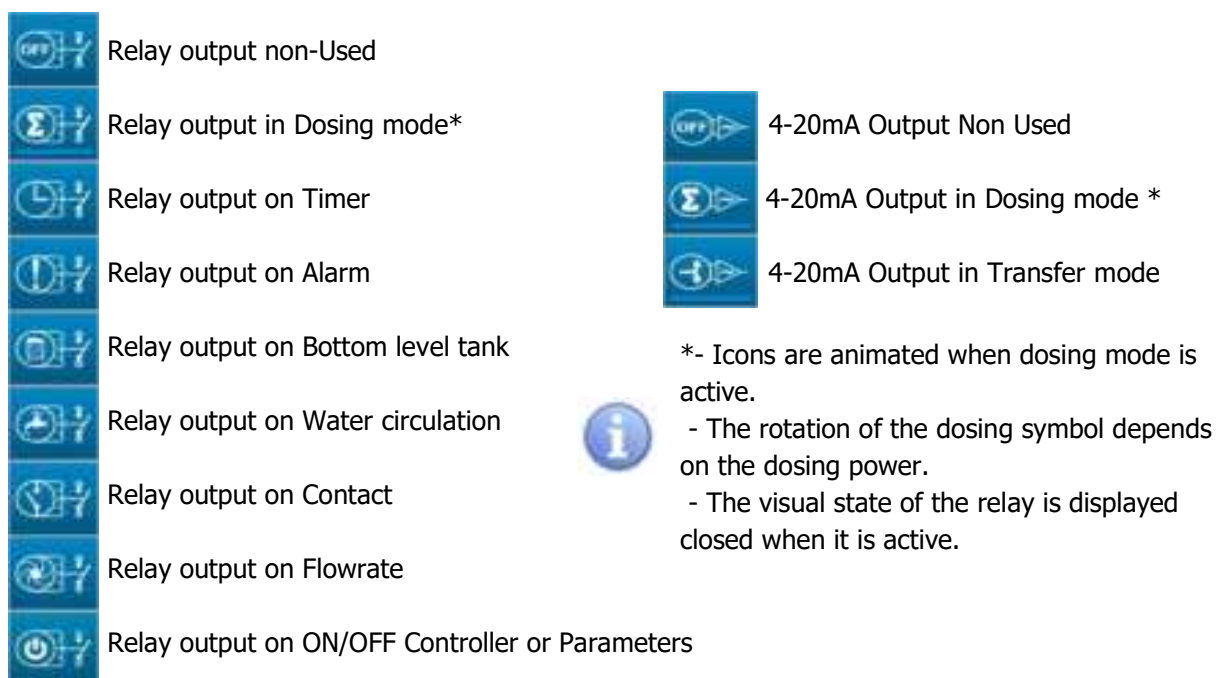 OFF Relay output non-Used
Σ Relay output in Dosing mode*
Relay output on Timer
Relay output on Alarm
Relay output on Bottom level tank
Relay output on Water circulation
Relay output on Contact
Relay output on Flowrate
Relay output on ON/OFF Controller or Parameters
OFF 4-20mA Output Non Used
Σ 4-20mA Output in Dosing mode *
4-20mA Output in Transfer mode
*- Icons are animated when dosing mode is
active.
- The rotation of the dosing symbol depends
on the dosing power.
- The visual state of the relay is displayed
closed when it is active.